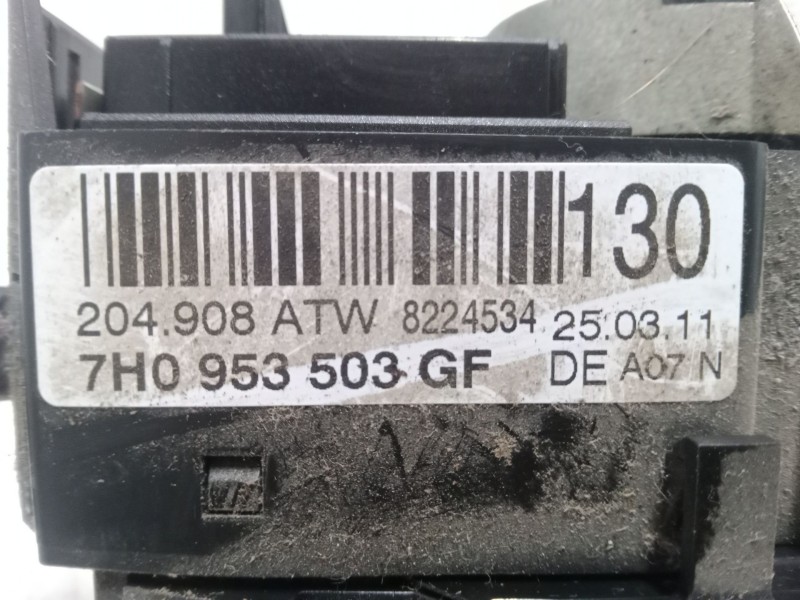 130
204.908 ATW 8224534 25.03.11
7H0 953 503 GF DE A07 N